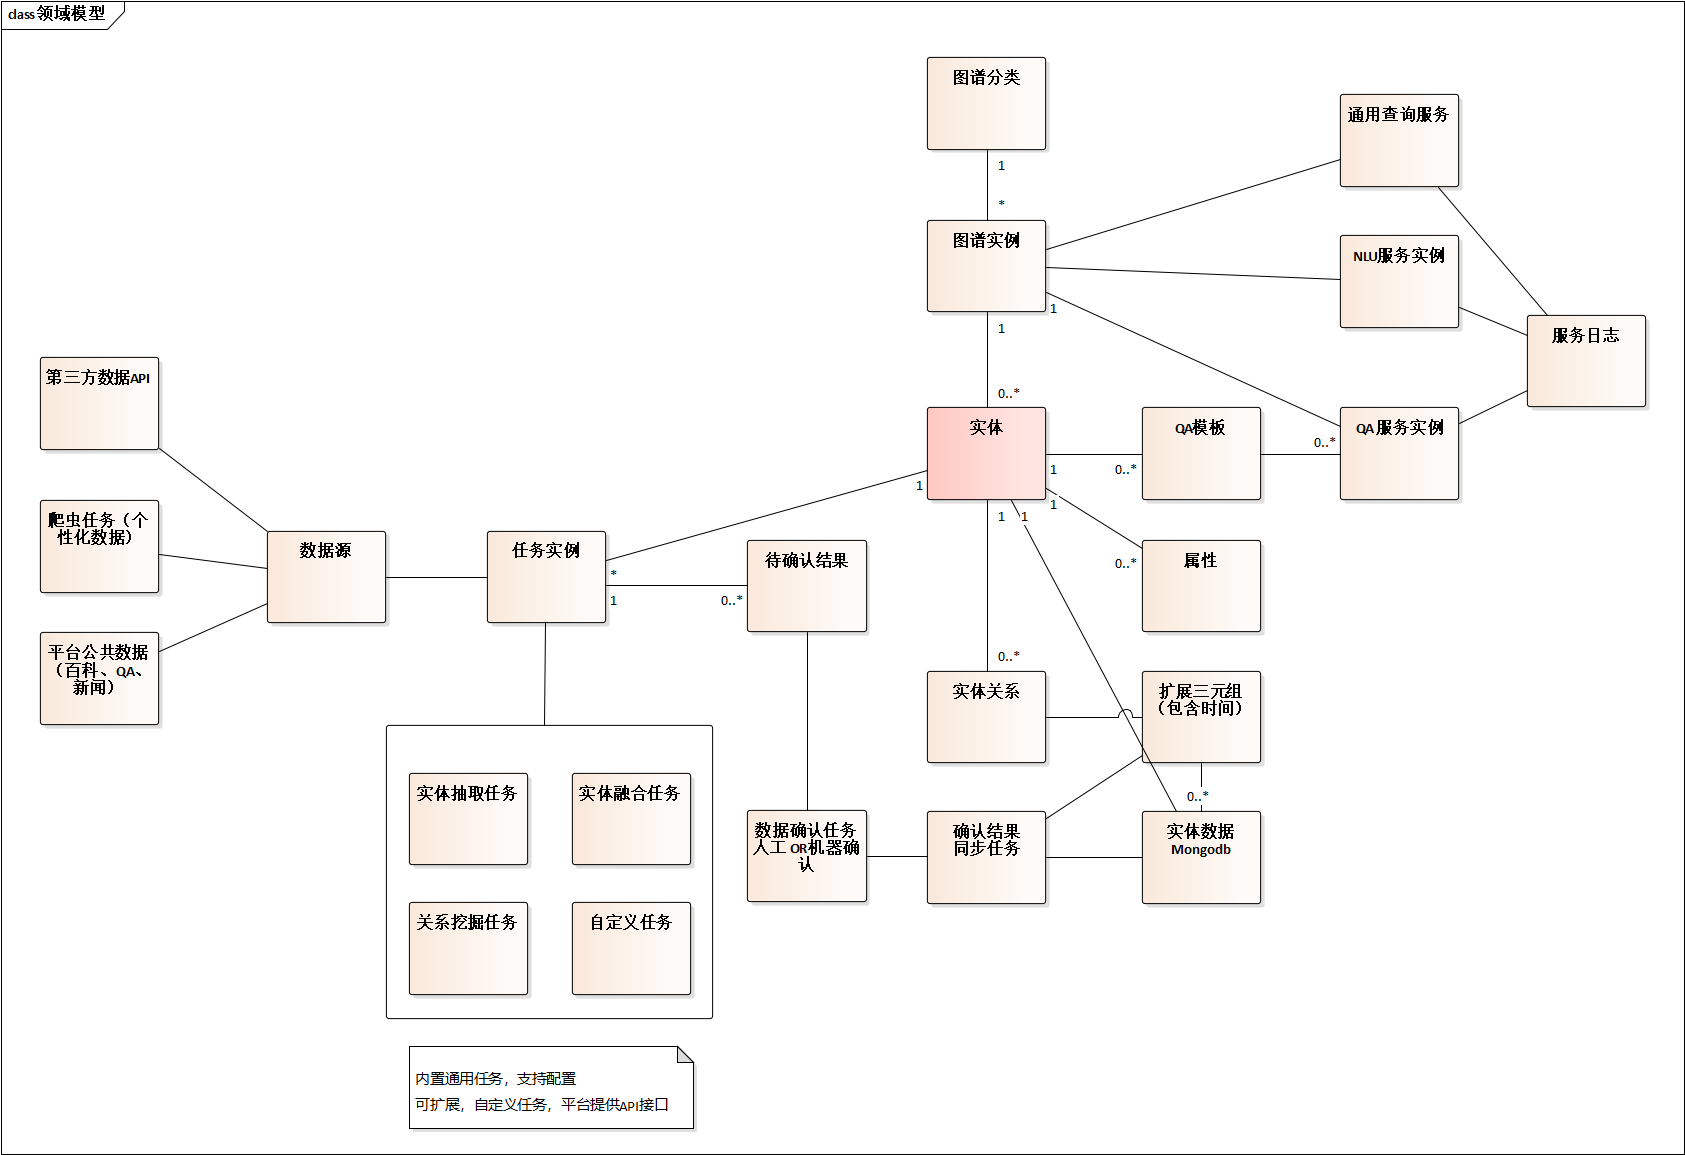 class 领域模型
图谱分类
1
*
图谱实例
1
1
0..*
通用查询服务
NLU服务实例
服务日志
QA 服务实例
0..*
QA模板
0..*
实体
1
1
1
1
1
1
属性
0..*
第三方数据API
爬虫任务（个
性化数据）
平台公共数据
（百科、QA、
新闻）
数据源
任务实例
*
1
0..*
待确认结果
0..*
实体关系
扩展三元组
（包含时间）
0..*
数据确认任务
人工 OR机器确
认
确认结果
同步任务
实体数据
Mongodb
实体抽取任务
实体融合任务
关系挖掘任务
自定义任务
内置通用任务，支持配置
可扩展，自定义任务，平台提供API接口